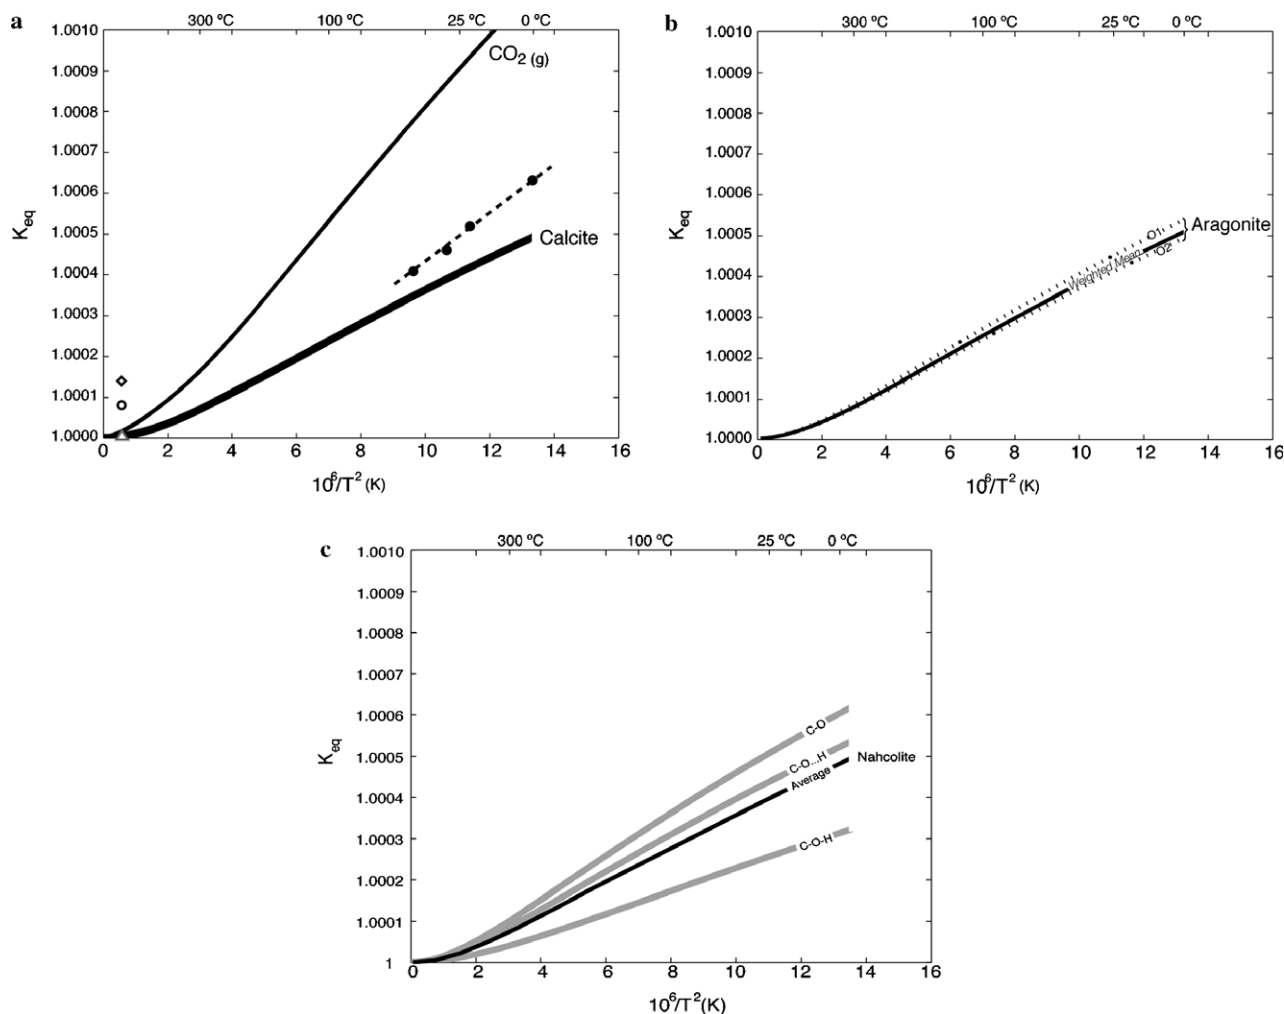 a
300 ºC 100 ºC 25 ºC 0 ºC
1.0010
1.0009
1.0008
1.0007
1.0006
1.0005
1.0004
1.0003
1.0002
1.0001
1.0000
Keq
CO2 (g)
Calcite
0 2 4 6 8 10 12 14 16
10^6/T^2 (K)
b
300 ºC 100 ºC 25 ºC 0 ºC
1.0010
1.0009
1.0008
1.0007
1.0006
1.0005
1.0004
1.0003
1.0002
1.0001
1.0000
Keq
O1
Weighted Mean
O2
Aragonite
0 2 4 6 8 10 12 14 16
10^6/T^2 (K)
c
300 ºC 100 ºC 25 ºC 0 ºC
1.0010
1.0009
1.0008
1.0007
1.0006
1.0005
1.0004
1.0003
1.0002
1.0001
1
Keq
C-O
C-O...H
Average
Nahcolite
C-O-H
0 2 4 6 8 10 12 14 16
10^6/T^2(K)